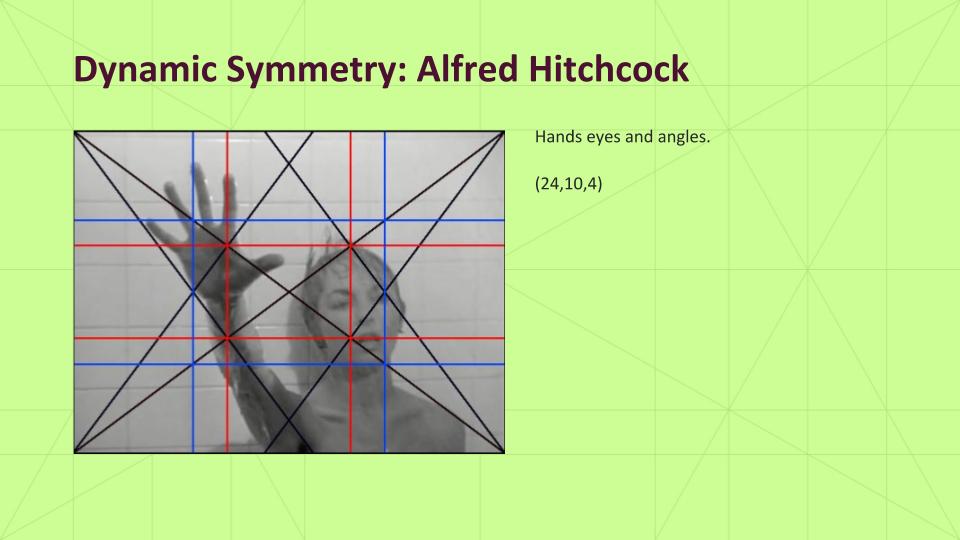 Dynamic Symmetry: Alfred Hitchcock
Hands eyes and angles.
(24,10,4)